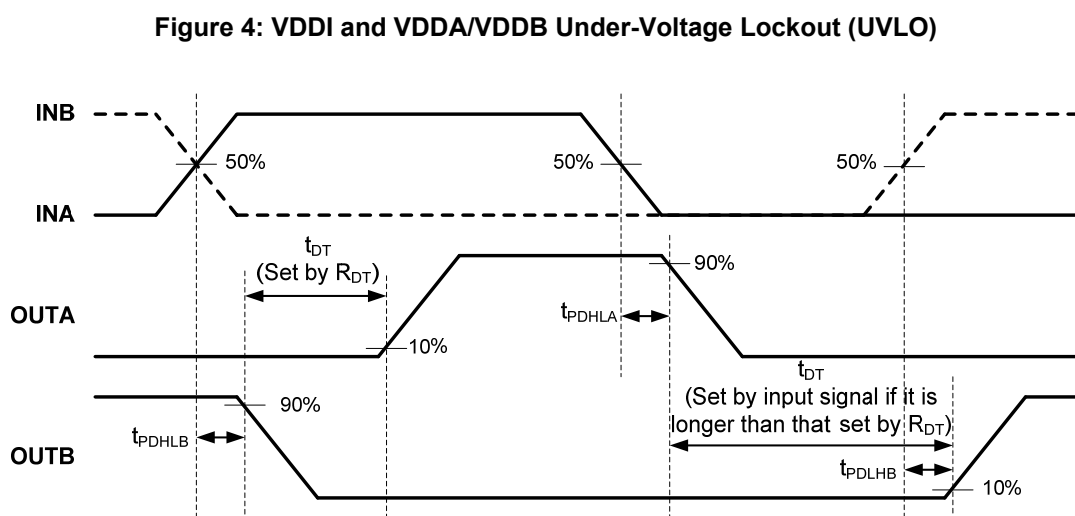 Figure 4: VDDI and VDDA/VDDB Under-Voltage Lockout (UVLO)
INB
50%
50%
50%
INA
tDT
(Set by RDT)
90%
OUTA
tPDHLA
10%
tDT
(Set by input signal if it is
longer than that set by RDT)
90%
tPDHLB
OUTB
tPDLHB
10%